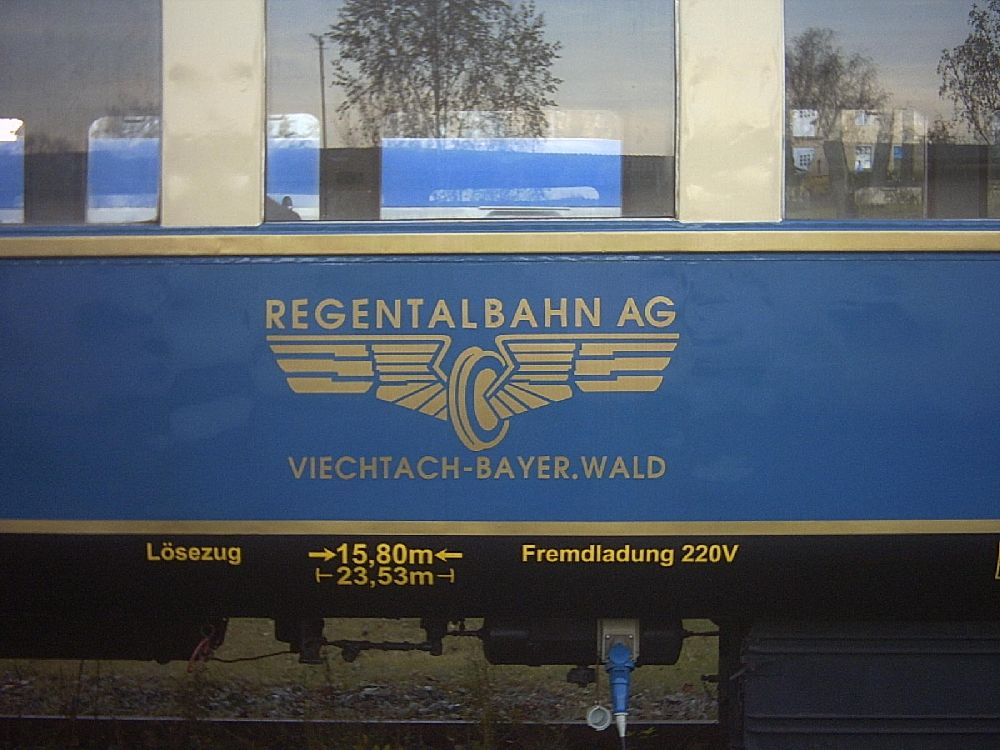 REGENTALBAHN AG
VIECHTACH-BAYER.WALD
Lösezug →15,80m← Fremdladung 220V
23,53m